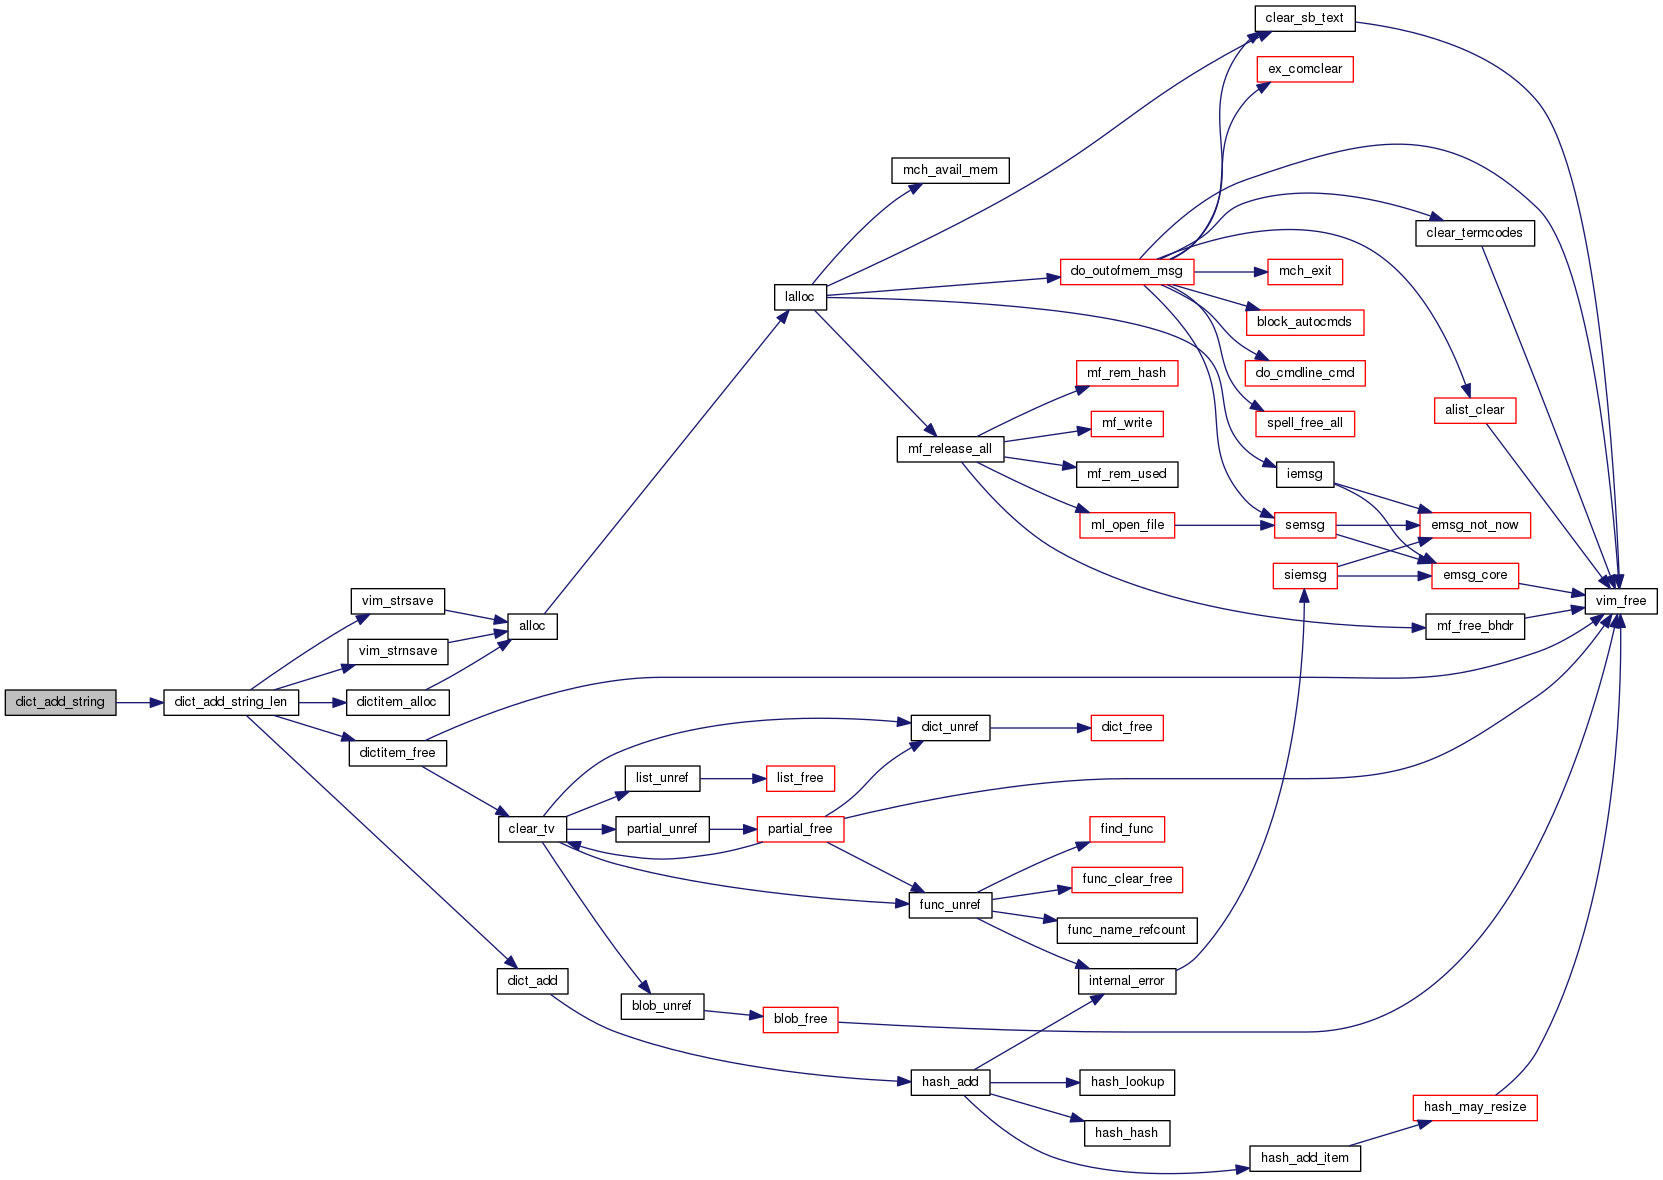 clear_sb_text
ex_comclear
mch_avail_mem
clear_termcodes
do_outofmem_msg
mch_exit
lalloc
block_autocmds
mf_rem_hash
do_cmdline_cmd
alist_clear
mf_write
spell_free_all
mf_release_all
mf_rem_used
iemsg
ml_open_file
semsg
emsg_not_now
siemsg
emsg_core
vim_strsave
vim_free
alloc
mf_free_bhdr
vim_strnsave
dict_add_string
dict_add_string_len
dictitem_alloc
dict_unref
dict_free
dictitem_free
list_unref
list_free
clear_tv
partial_unref
partial_free
find_func
func_clear_free
func_unref
func_name_refcount
dict_add
internal_error
blob_unref
blob_free
hash_add
hash_lookup
hash_may_resize
hash_hash
hash_add_item